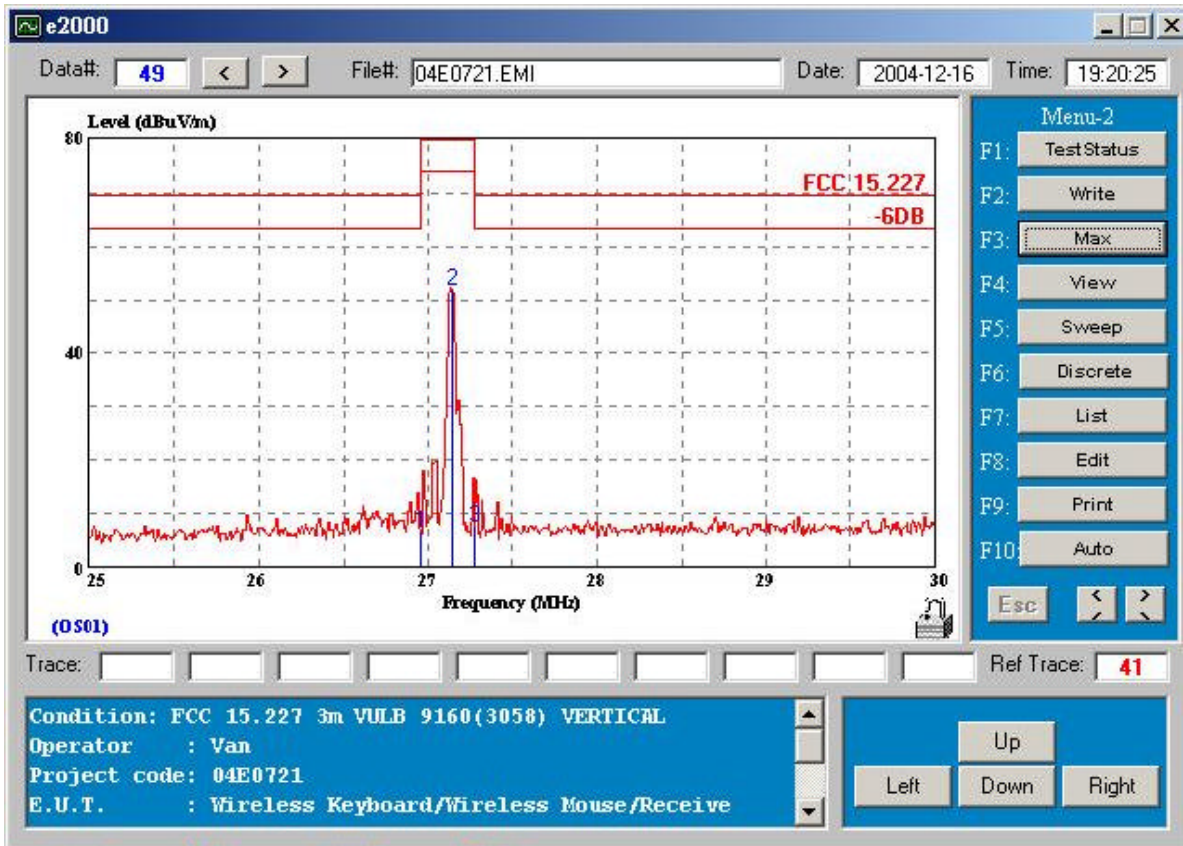 e2000
Data#: 49 < > File#: 04E0721.EMI Date: 2004-12-16 Time: 19:20:25
Level (dBuV/m)
80
FCC 15.227
-6DB
2
40
3
0
25 26 27 28 29 30
Frequency (MHz)
(OS01)
Menu-2
F1: TestStatus
F2: Write
F3: Max
F4: View
F5: Sweep
F6: Discrete
F7: List
F8: Edit
F9: Print
F10: Auto
Esc
Trace: Ref Trace: 41
Condition: FCC 15.227 3m VULB 9160(3058) VERTICAL
Operator : Van
Project code: 04E0721
E.U.T. : Wireless Keyboard/Wireless Mouse/Receive
Up
Left Down Right